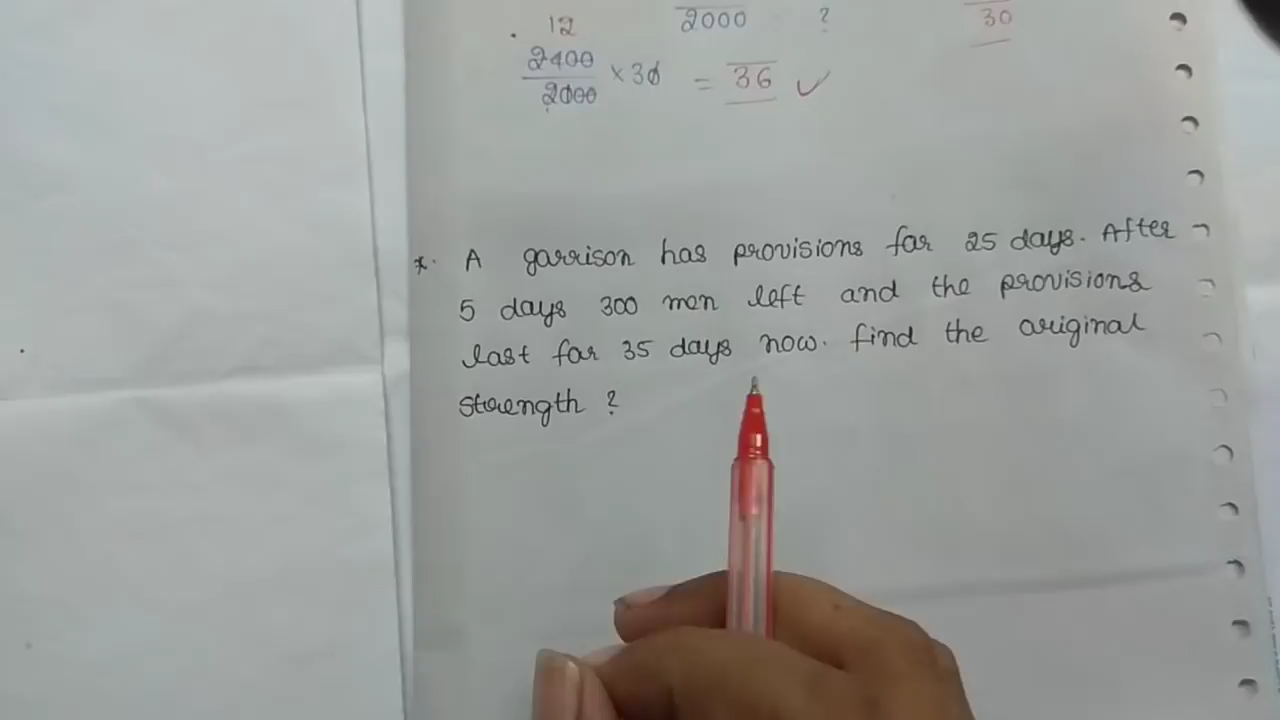 12 2000 ? 30
2400 × 30 = 36 ✓
2000
*. A garrison has provisions for 25 days. After
5 days 300 men left and the provisions
last for 35 days now. find the original
strength ?